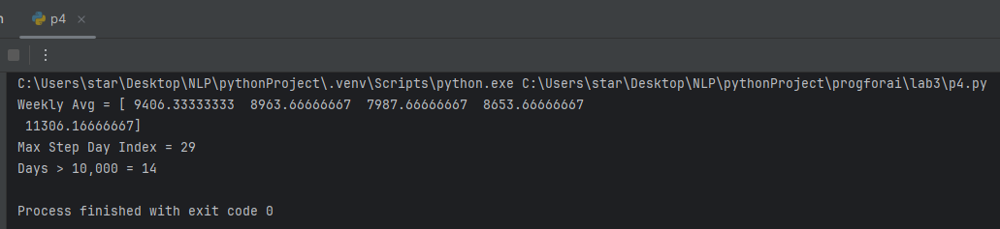 n
p4 ×
C:\Users\star\Desktop\NLP\pythonProject\.venv\Scripts\python.exe C:\Users\star\Desktop\NLP\pythonProject\progforai\lab3\p4.py
Weekly Avg = [ 9406.33333333  8963.66666667  7987.66666667  8653.66666667
 11306.16666667]
Max Step Day Index = 29
Days > 10,000 = 14
Process finished with exit code 0